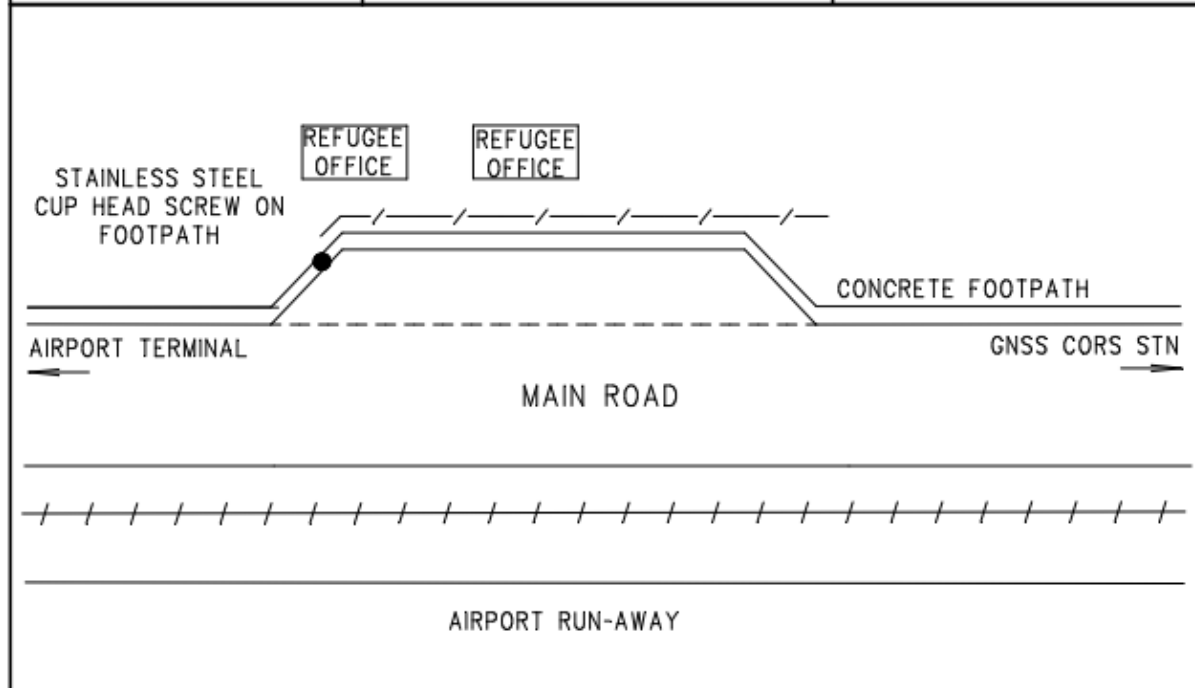 REFUGEE
OFFICE
REFUGEE
OFFICE
STAINLESS STEEL
CUP HEAD SCREW ON
FOOTPATH
CONCRETE FOOTPATH
AIRPORT TERMINAL
GNSS CORS STN
MAIN ROAD
AIRPORT RUN-AWAY